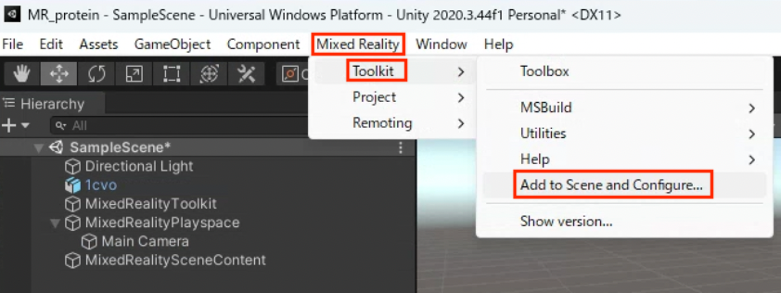 MR_protein - SampleScene - Universal Windows Platform - Unity 2020.3.44f1 Personal* <DX11>
File Edit Assets GameObject Component Mixed Reality Window Help
Toolkit
Project
Remoting
Toolbox
MSBuild
Utilities
Help
Add to Scene and Configure...
Show version...
Hierarchy
All
SampleScene*
Directional Light
1cvo
MixedRealityToolkit
MixedRealityPlayspace
Main Camera
MixedRealitySceneContent